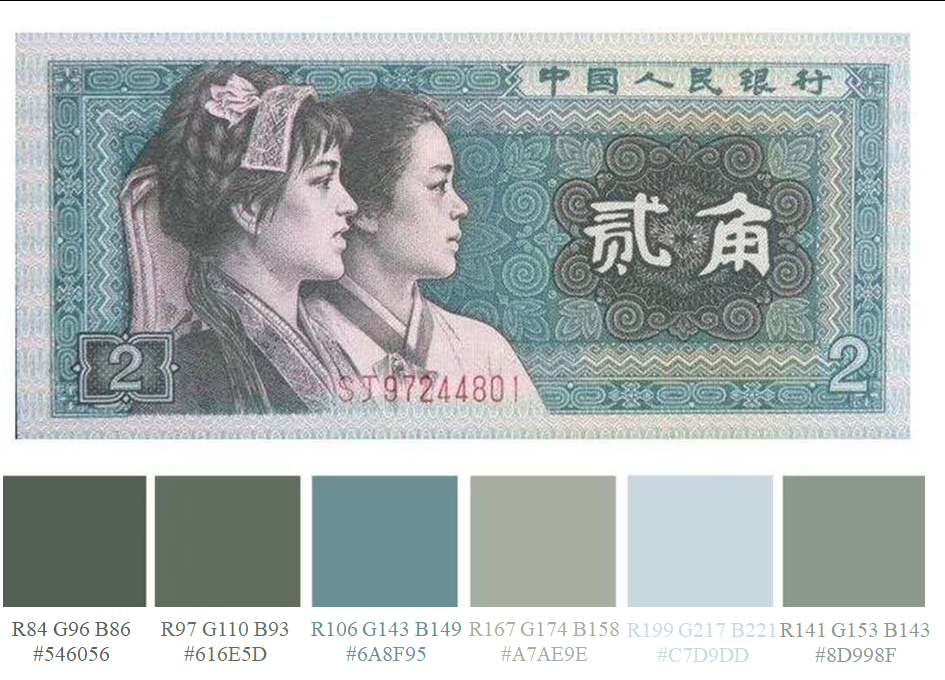 中国人民银行
贰角
2
2
SJ97244801
R84 G96 B86
#546056
R97 G110 B93
#616E5D
R106 G143 B149
#6A8F95
R167 G174 B158
#A7AE9E
R199 G217 B221
#C7D9DD
R141 G153 B143
#8D998F